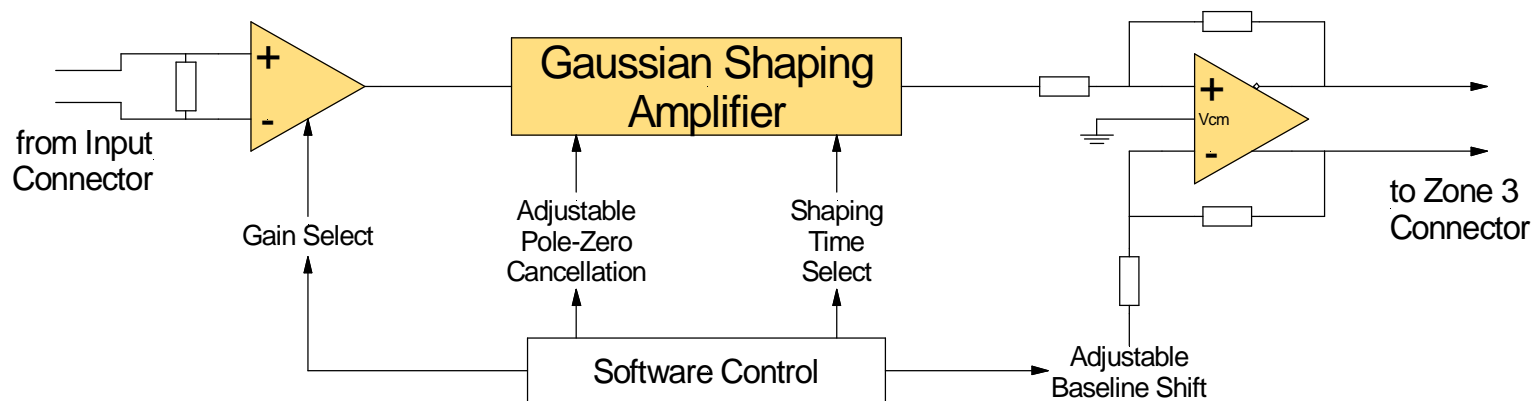 +
-
from Input
Connector
Gain Select
Gaussian Shaping
Amplifier
Adjustable
Pole-Zero
Cancellation
Shaping
Time
Select
Software Control
+
Vcm
-
Adjustable
Baseline Shift
to Zone 3
Connector